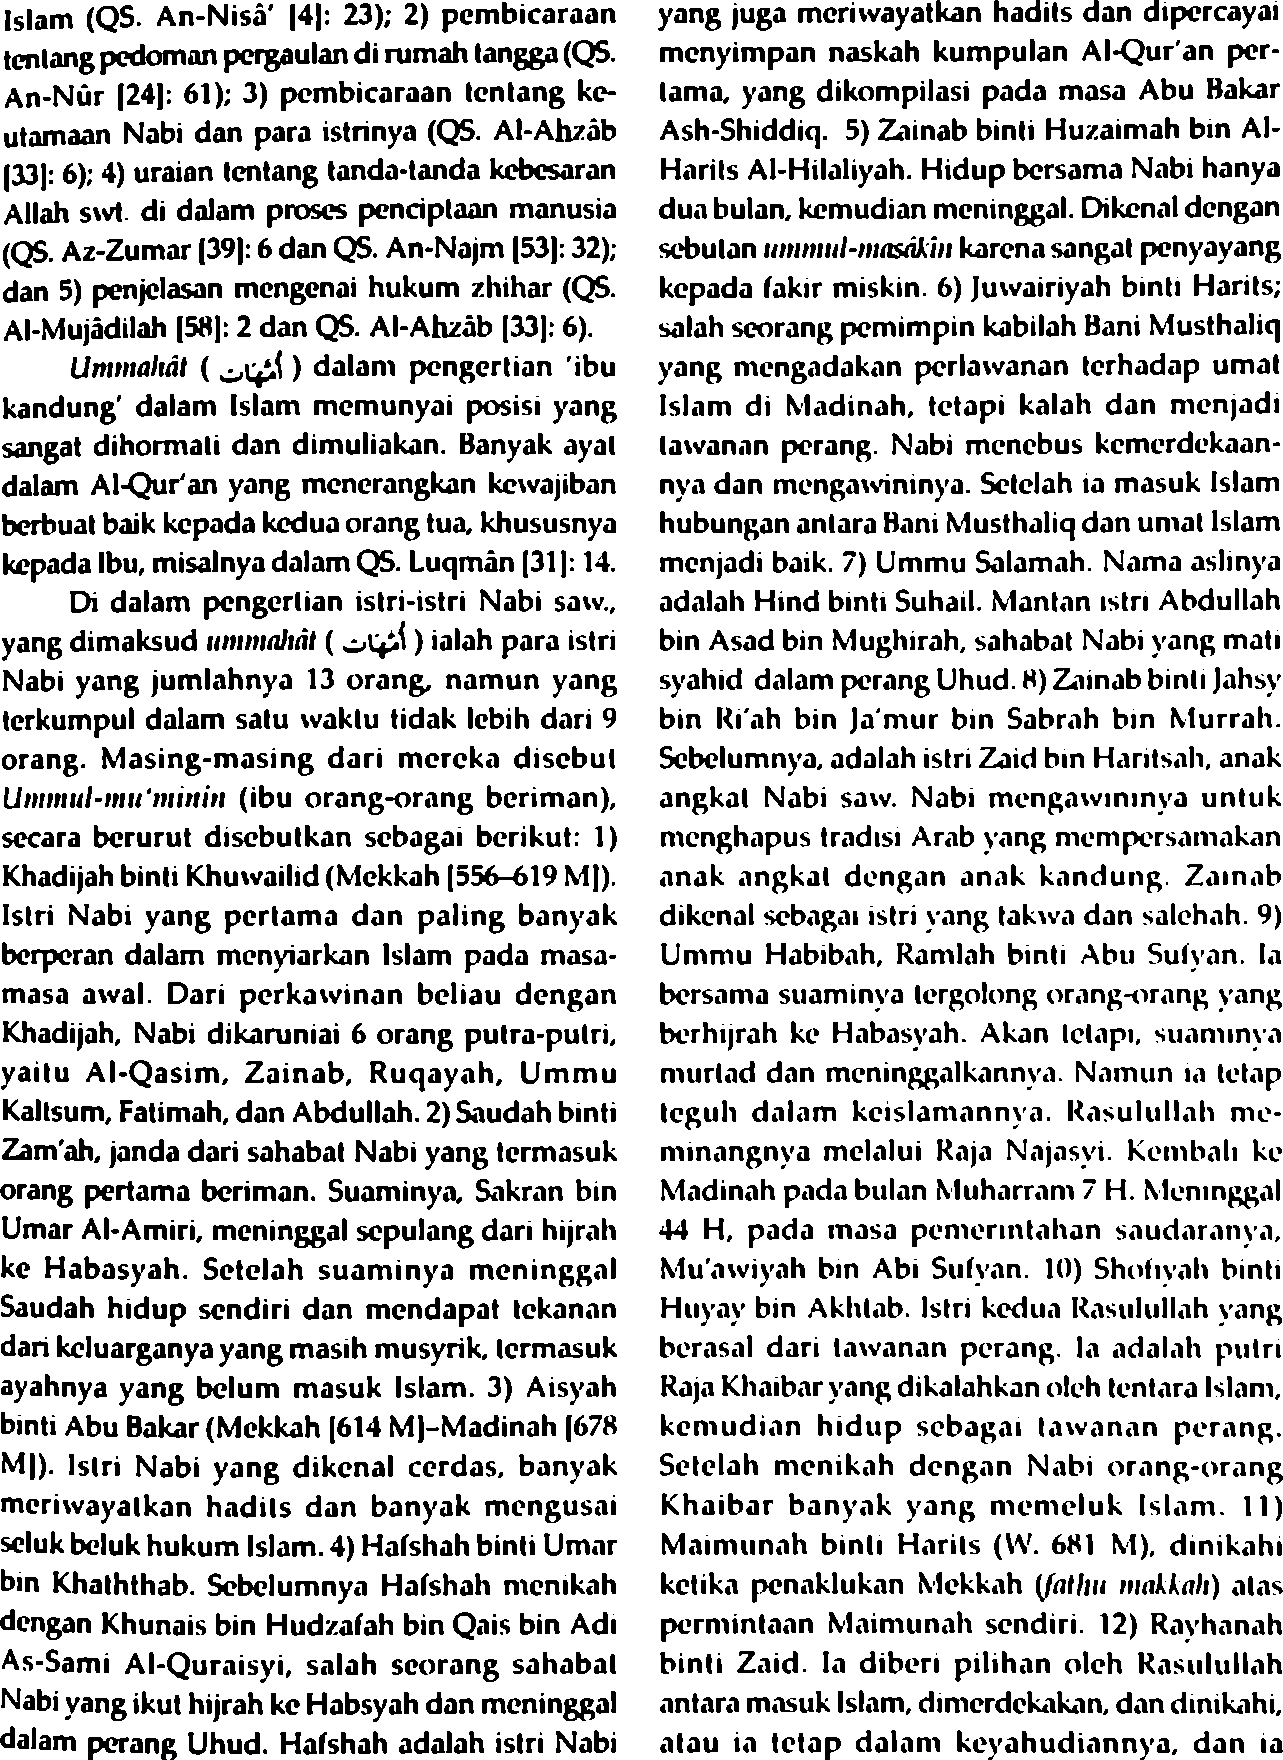 Islam (QS. An-Nisâ' [4]: 23); 2) pembicaraan
tentang pedoman pergaulan di rumah tangga (QS.
An-Nûr [24]: 61); 3) pembicaraan tentang ke-
utamaan Nabi dan para istrinya (QS. Al-Ahzâb
[33]: 6); 4) uraian tentang tanda-tanda kebesaran
Allah swt. di dalam proses penciptaan manusia
(QS. Az-Zumar [39]: 6 dan QS. An-Najm [53]: 32);
dan 5) penjelasan mengenai hukum zhihar (QS.
Al-Mujâdilah [58]: 2 dan QS. Al-Ahzâb [33]: 6).
Ummahât ( أُمَّهَات ) dalam pengertian 'ibu
kandung' dalam Islam memunyai posisi yang
sangat dihormati dan dimuliakan. Banyak ayat
dalam Al-Qur'an yang menerangkan kewajiban
berbuat baik kepada kedua orang tua, khususnya
kepada Ibu, misalnya dalam QS. Luqmân [31]: 14.
Di dalam pengertian istri-istri Nabi saw.,
yang dimaksud ummahât ( أُمَّهَات ) ialah para istri
Nabi yang jumlahnya 13 orang, namun yang
terkumpul dalam satu waktu tidak lebih dari 9
orang. Masing-masing dari mereka disebut
Ummul-mu'minin (ibu orang-orang beriman),
secara berurut disebutkan sebagai berikut: 1)
Khadijah binti Khuwailid (Mekkah [556–619 M]).
Istri Nabi yang pertama dan paling banyak
berperan dalam menyiarkan Islam pada masa-
masa awal. Dari perkawinan beliau dengan
Khadijah, Nabi dikaruniai 6 orang putra-putri,
yaitu Al-Qasim, Zainab, Ruqayah, Ummu
Kaltsum, Fatimah, dan Abdullah. 2) Saudah binti
Zam'ah, janda dari sahabat Nabi yang termasuk
orang pertama beriman. Suaminya, Sakran bin
Umar Al-Amiri, meninggal sepulang dari hijrah
ke Habasyah. Setelah suaminya meninggal
Saudah hidup sendiri dan mendapat tekanan
dari keluarganya yang masih musyrik, termasuk
ayahnya yang belum masuk Islam. 3) Aisyah
binti Abu Bakar (Mekkah [614 M]–Madinah [678
M]). Istri Nabi yang dikenal cerdas, banyak
meriwayatkan hadits dan banyak mengusai
seluk beluk hukum Islam. 4) Hafshah binti Umar
bin Khaththab. Sebelumnya Hafshah menikah
dengan Khunais bin Hudzafah bin Qais bin Adi
As-Sami Al-Quraisyi, salah seorang sahabat
Nabi yang ikut hijrah ke Habsyah dan meninggal
dalam perang Uhud. Hafshah adalah istri Nabi
yang juga meriwayatkan hadits dan dipercayai
menyimpan naskah kumpulan Al-Qur'an per-
tama, yang dikompilasi pada masa Abu Bakar
Ash-Shiddiq. 5) Zainab binti Huzaimah bin Al-
Harits Al-Hilaliyah. Hidup bersama Nabi hanya
dua bulan, kemudian meninggal. Dikenal dengan
sebutan ummul-masâkin karena sangat penyayang
kepada fakir miskin. 6) Juwairiyah binti Harits;
salah seorang pemimpin kabilah Bani Musthaliq
yang mengadakan perlawanan terhadap umat
Islam di Madinah, tetapi kalah dan menjadi
tawanan perang. Nabi menebus kemerdekaan-
nya dan mengawininya. Setelah ia masuk Islam
hubungan antara Bani Musthaliq dan umat Islam
menjadi baik. 7) Ummu Salamah. Nama aslinya
adalah Hind binti Suhail. Mantan istri Abdullah
bin Asad bin Mughirah, sahabat Nabi yang mati
syahid dalam perang Uhud. 8) Zainab binti Jahsy
bin Ri'ah bin Ja'mur bin Sabrah bin Murrah.
Sebelumnya, adalah istri Zaid bin Haritsah, anak
angkat Nabi saw. Nabi mengawininya untuk
menghapus tradisi Arab yang mempersamakan
anak angkat dengan anak kandung. Zainab
dikenal sebagai istri yang takwa dan salehah. 9)
Ummu Habibah, Ramlah binti Abu Sufyan. Ia
bersama suaminya tergolong orang-orang yang
berhijrah ke Habasyah. Akan tetapi, suaminya
murtad dan meninggalkannya. Namun ia tetap
teguh dalam keislamannya. Rasulullah me-
minangnya melalui Raja Najasyi. Kembali ke
Madinah pada bulan Muharram 7 H. Meninggal
44 H, pada masa pemerintahan saudaranya,
Mu'awiyah bin Abi Sufyan. 10) Shofiyah binti
Huyay bin Akhtab. Istri kedua Rasulullah yang
berasal dari tawanan perang. Ia adalah putri
Raja Khaibar yang dikalahkan oleh tentara Islam,
kemudian hidup sebagai tawanan perang.
Setelah menikah dengan Nabi orang-orang
Khaibar banyak yang memeluk Islam. 11)
Maimunah binti Harits (W. 681 M), dinikahi
ketika penaklukan Mekkah (fathu makkah) atas
permintaan Maimunah sendiri. 12) Rayhanah
binti Zaid. Ia diberi pilihan oleh Rasulullah
antara masuk Islam, dimerdekakan, dan dinikahi,
atau ia tetap dalam keyahudiannya, dan ia